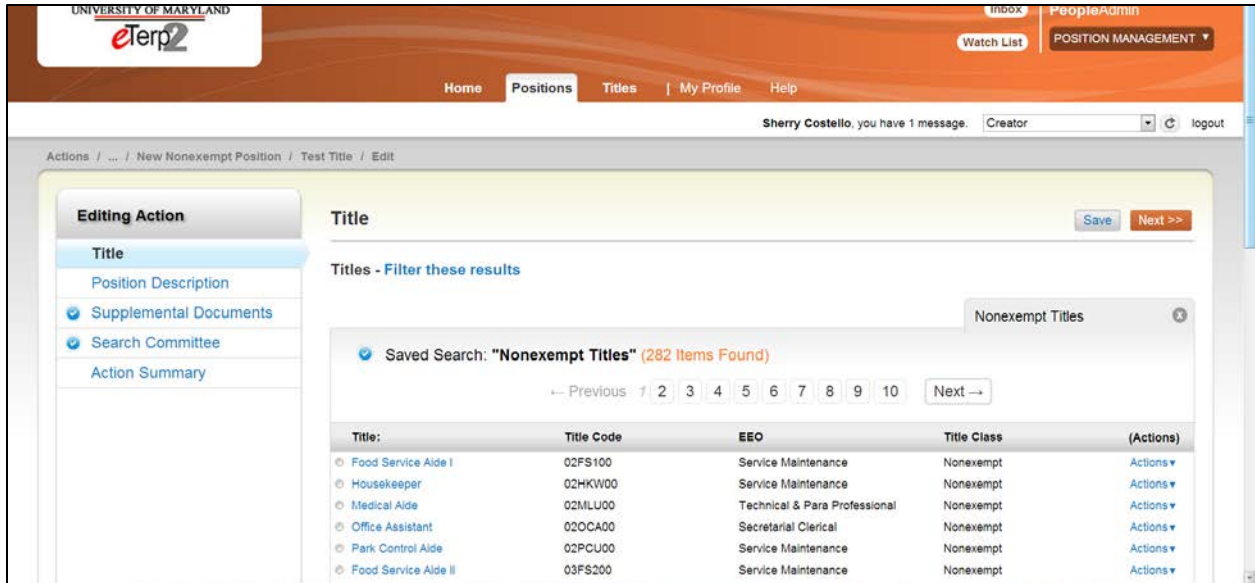 UNIVERSITY OF MARYLAND
eTerp2
Inbox
PeopleAdmin
Watch List
POSITION MANAGEMENT
Home Positions Titles | My Profile Help
Sherry Costello, you have 1 message. Creator logout
Actions / ... / New Nonexempt Position / Test Title / Edit
Editing Action
Title
Position Description
Supplemental Documents
Search Committee
Action Summary
Title
Save Next >>
Titles - Filter these results
Nonexempt Titles
Saved Search: "Nonexempt Titles" (282 Items Found)
← Previous 1 2 3 4 5 6 7 8 9 10 Next →
Title: Title Code EEO Title Class (Actions)
Food Service Aide I 02FS100 Service Maintenance Nonexempt Actions
Housekeeper 02HKW00 Service Maintenance Nonexempt Actions
Medical Aide 02MLU00 Technical & Para Professional Nonexempt Actions
Office Assistant 02OCA00 Secretarial Clerical Nonexempt Actions
Park Control Aide 02PCU00 Service Maintenance Nonexempt Actions
Food Service Aide II 03FS200 Service Maintenance Nonexempt Actions